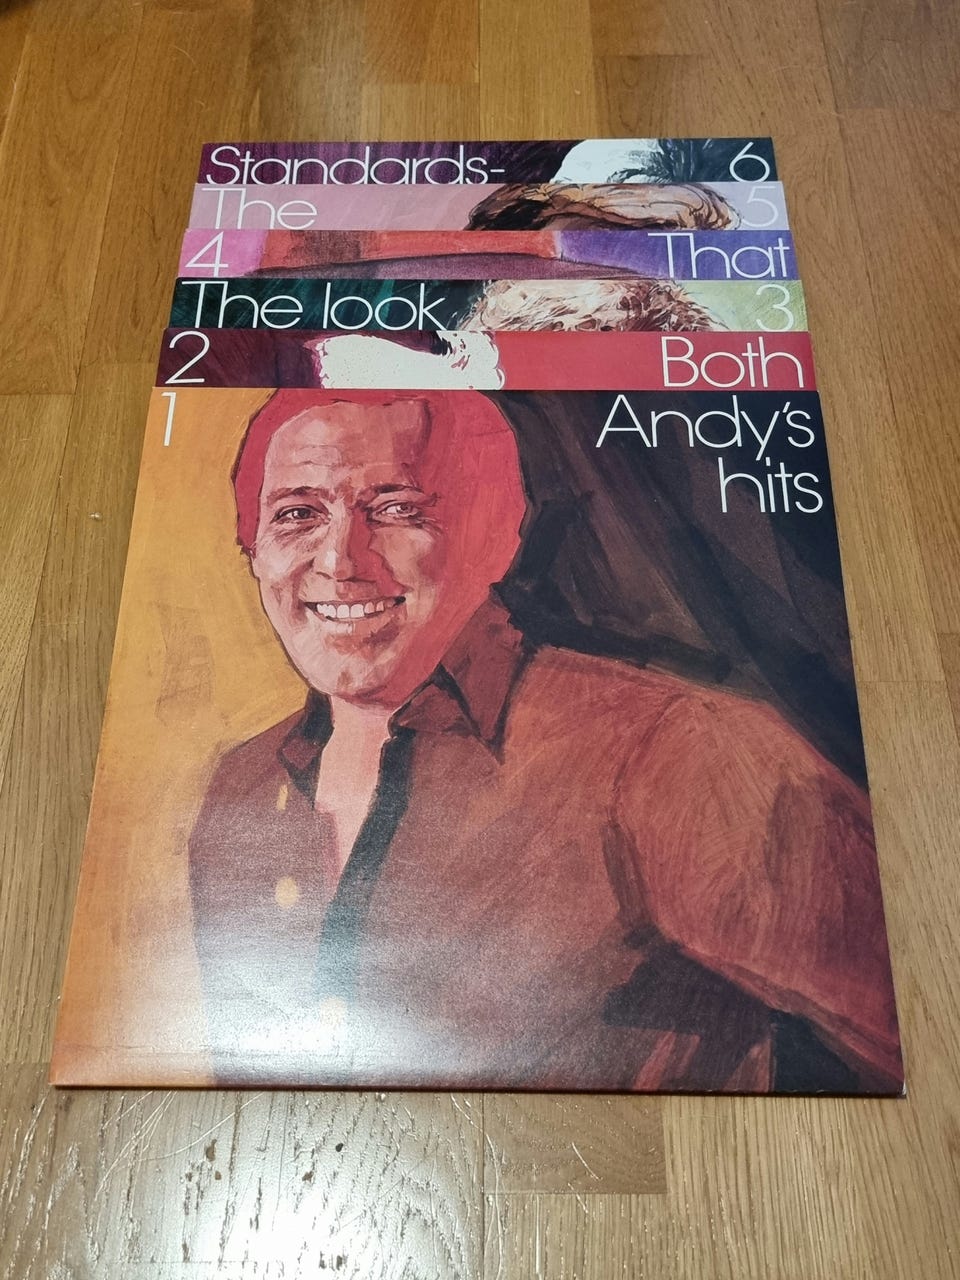 Standards- 6
The 5
4 That
The look 3
2 Both
1 Andy's
hits